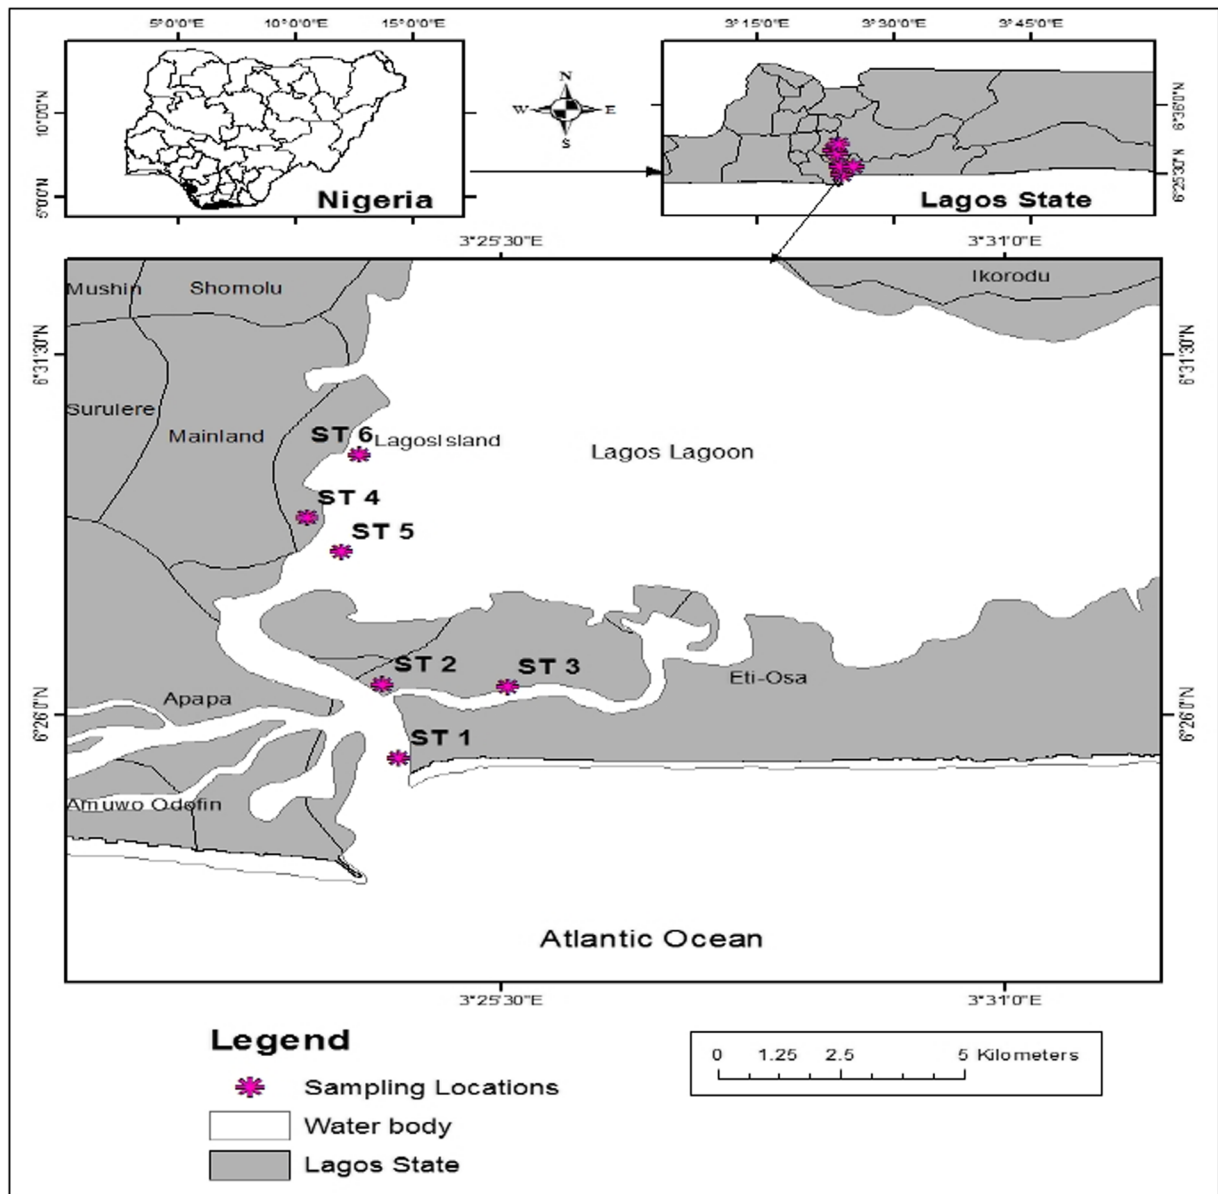 5°0'0"E 10°0'0"E 15°0'0"E 3°15'0"E 3°30'0"E 3°45'0"E
10°0'0"N
5°0'0"N
Nigeria
N
W E
S
6°36'0"N
6°25'30"N
Lagos State
3°25'30"E 3°31'0"E
Mushin Shomolu Ikorodu
6°31'30"N 6°31'30"N
Surulere
Mainland
ST 6 LagosIsland Lagos Lagoon
ST 4
ST 5
ST 2 ST 3
Eti-Osa
Apapa
6°26'0"N 6°26'0"N
ST 1
Amuwo Odofin
Atlantic Ocean
3°25'30"E 3°31'0"E
Legend
0 1.25 2.5 5 Kilometers
Sampling Locations
Water body
Lagos State